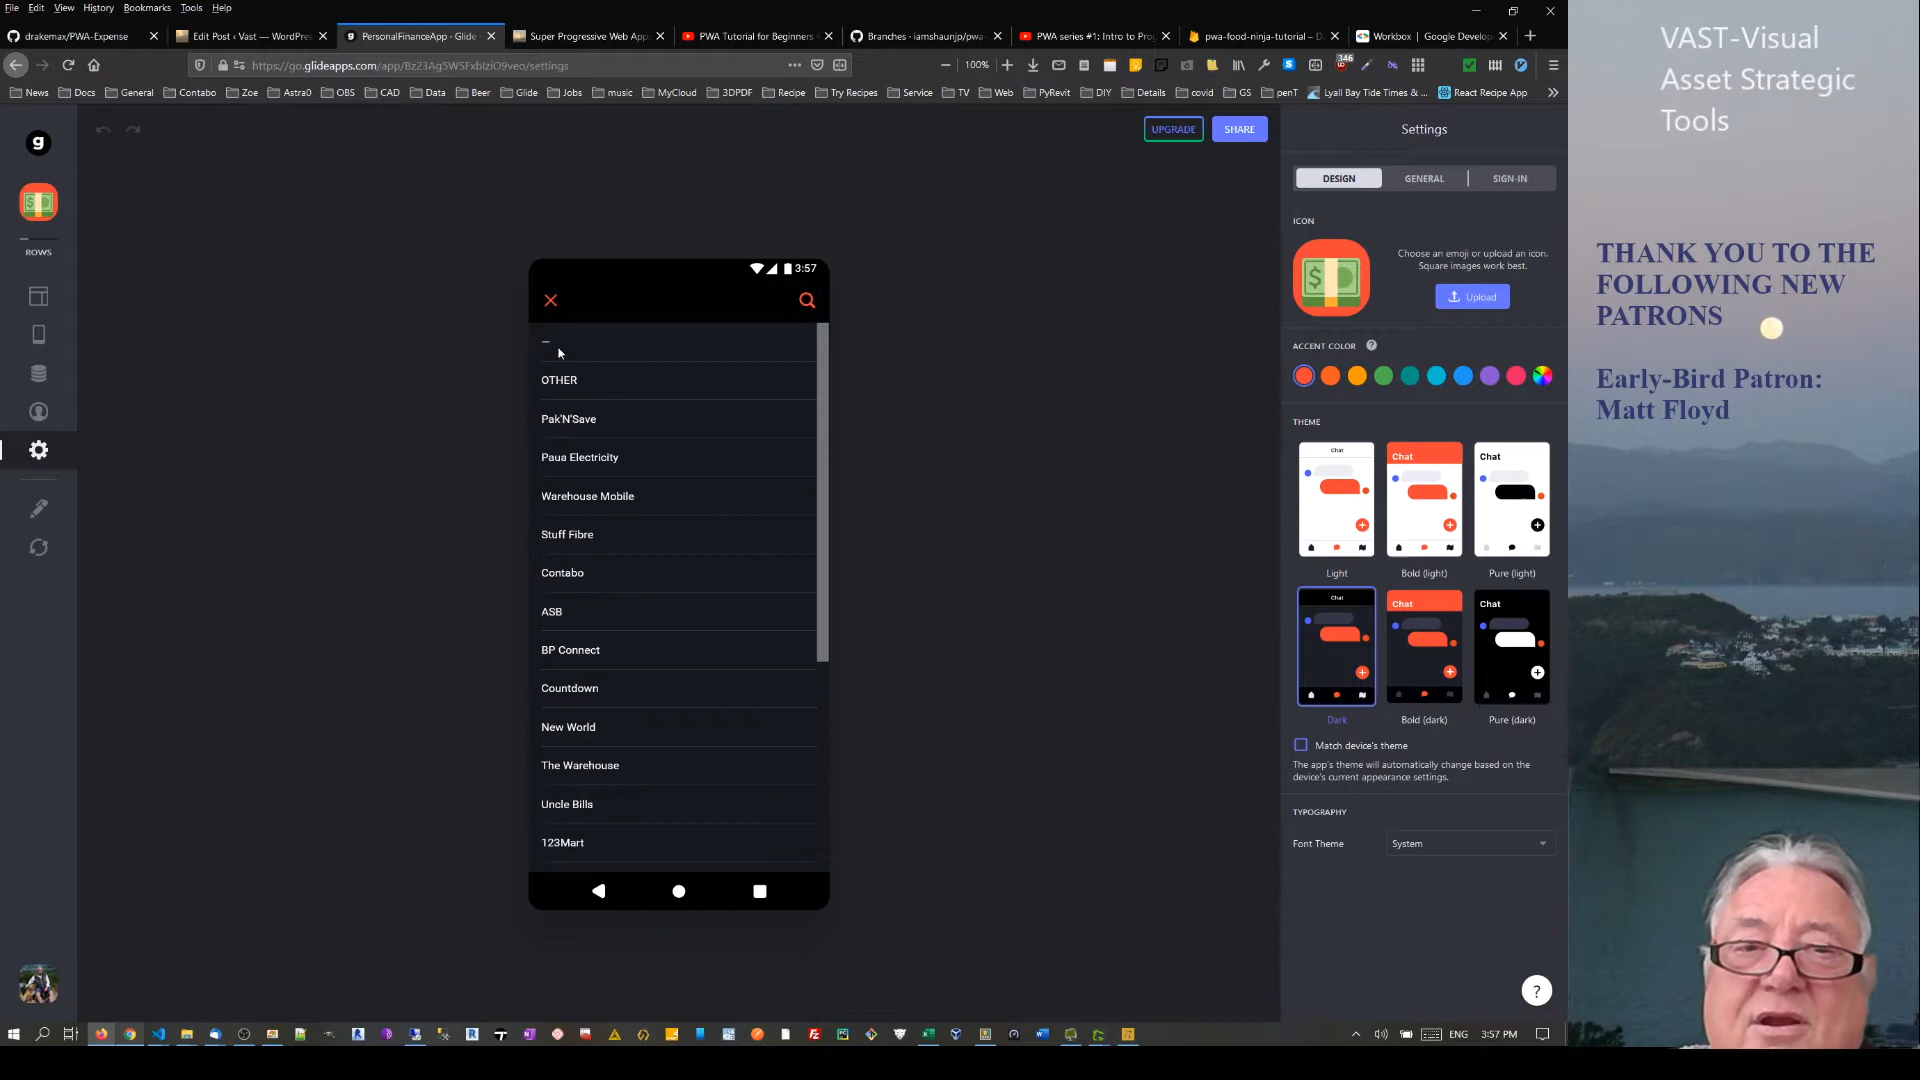 File Edit View History Bookmarks Tools Help
drakemax/PWA-Expense
Edit Post ‹ Vast — WordPre
PersonalFinanceApp · Glide
Super Progressive Web Apps
PWA Tutorial for Beginners
Branches · iamshaunjp/pwa-
PWA series #1: Intro to Prog
pwa-food-ninja-tutorial – D
Workbox | Google Develop
https://go.glideapps.com/app/Bz23Ag5WSFxbIziO9veo/settings
100%
346
News Docs General Contabo Zoe Astra0 OBS CAD Data Beer Glide Jobs music MyCloud 3DPDF Recipe Try Recipes Service TV Web PyRevit DIY Details covid GS penT Lyall Bay Tide Times & ... React Recipe App
g
ROWS
UPGRADE
SHARE
3:57
–
OTHER
Pak'N'Save
Paua Electricity
Warehouse Mobile
Stuff Fibre
Contabo
ASB
BP Connect
Countdown
New World
The Warehouse
Uncle Bills
123Mart
Settings
DESIGN GENERAL SIGN-IN
ICON
Choose an emoji or upload an icon.
Square images work best.
Upload
ACCENT COLOR ?
THEME
Chat Chat Chat
Light Bold (light) Pure (light)
Chat Chat Chat
Dark Bold (dark) Pure (dark)
Match device's theme
The app's theme will automatically change based on the
device's current appearance settings.
TYPOGRAPHY
Font Theme System
?
ENG 3:57 PM
VAST-Visual
Asset Strategic
Tools
THANK YOU TO THE
FOLLOWING NEW
PATRONS
Early-Bird Patron:
Matt Floyd